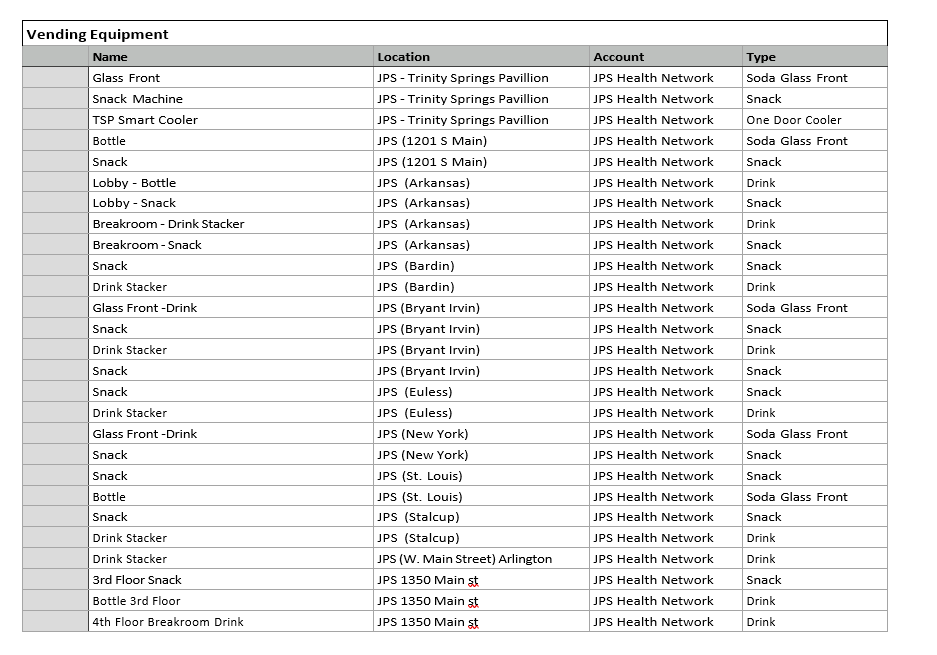 Vending Equipment
Name Location Account Type
Glass Front JPS - Trinity Springs Pavillion JPS Health Network Soda Glass Front
Snack Machine JPS - Trinity Springs Pavillion JPS Health Network Snack
TSP Smart Cooler JPS - Trinity Springs Pavillion JPS Health Network One Door Cooler
Bottle JPS (1201 S Main) JPS Health Network Soda Glass Front
Snack JPS (1201 S Main) JPS Health Network Snack
Lobby - Bottle JPS (Arkansas) JPS Health Network Drink
Lobby - Snack JPS (Arkansas) JPS Health Network Snack
Breakroom - Drink Stacker JPS (Arkansas) JPS Health Network Drink
Breakroom - Snack JPS (Arkansas) JPS Health Network Snack
Snack JPS (Bardin) JPS Health Network Snack
Drink Stacker JPS (Bardin) JPS Health Network Drink
Glass Front -Drink JPS (Bryant Irvin) JPS Health Network Soda Glass Front
Snack JPS (Bryant Irvin) JPS Health Network Snack
Drink Stacker JPS (Bryant Irvin) JPS Health Network Drink
Snack JPS (Bryant Irvin) JPS Health Network Snack
Snack JPS (Euless) JPS Health Network Snack
Drink Stacker JPS (Euless) JPS Health Network Drink
Glass Front -Drink JPS (New York) JPS Health Network Soda Glass Front
Snack JPS (New York) JPS Health Network Snack
Snack JPS (St. Louis) JPS Health Network Snack
Bottle JPS (St. Louis) JPS Health Network Soda Glass Front
Snack JPS (Stalcup) JPS Health Network Snack
Drink Stacker JPS (Stalcup) JPS Health Network Drink
Drink Stacker JPS (W. Main Street) Arlington JPS Health Network Drink
3rd Floor Snack JPS 1350 Main st JPS Health Network Snack
Bottle 3rd Floor JPS 1350 Main st JPS Health Network Drink
4th Floor Breakroom Drink JPS 1350 Main st JPS Health Network Drink